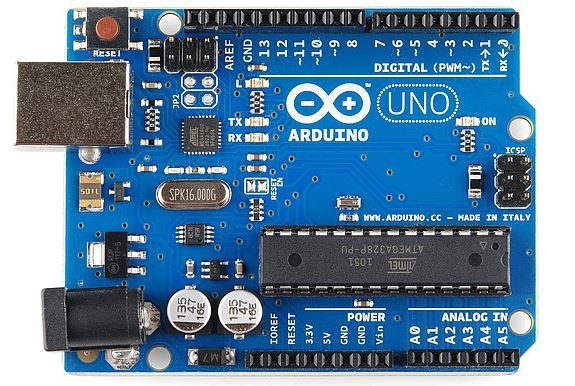 RESET
AREF
GND
13
12
~11
~10
~9
8
7
~6
~5
4
~3
2
TX→1
RX←0
DIGITAL (PWM~)
JP2
L
TX
RX
™
UNO
ARDUINO
ON
ICSP
RESET
EN
SPK16.000G
WWW.ARDUINO.CC - MADE IN ITALY
ATMEL
ATMEGA328P-PU
1051
POWER
ANALOG IN
135
47
16E
135
47
16E
IOREF
RESET
3.3V
5V
GND
GND
Vin
A0
A1
A2
A3
A4
A5
M7